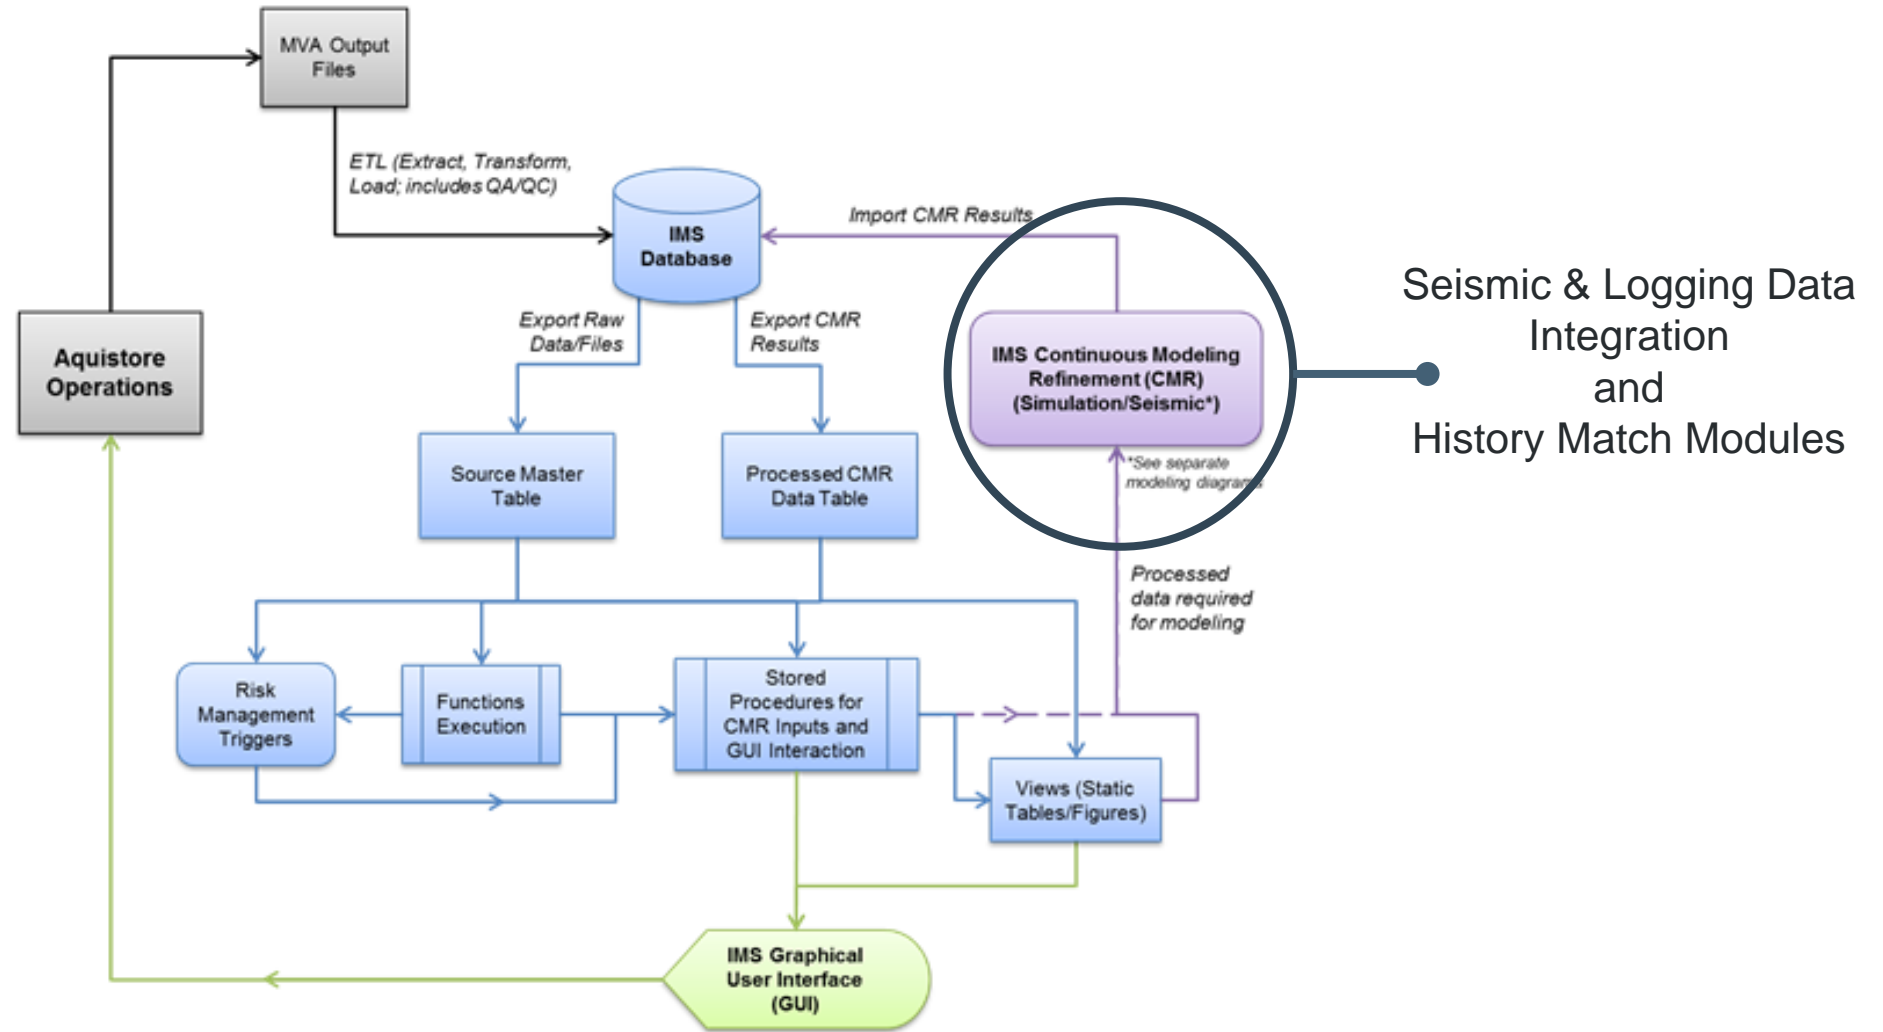 MVA Output
Files
ETL (Extract, Transform,
Load; includes QA/QC)
IMS
Database
Import CMR Results
Export Raw
Data/Files
Export CMR
Results
Aquistore
Operations
IMS Continuous Modeling
Refinement (CMR)
(Simulation/Seismic*)
*See separate
modeling diagrams
Seismic & Logging Data
Integration
and
History Match Modules
Source Master
Table
Processed CMR
Data Table
Processed
data required
for modeling
Risk
Management
Triggers
Functions
Execution
Stored
Procedures for
CMR Inputs and
GUI Interaction
Views (Static
Tables/Figures)
IMS Graphical
User Interface
(GUI)